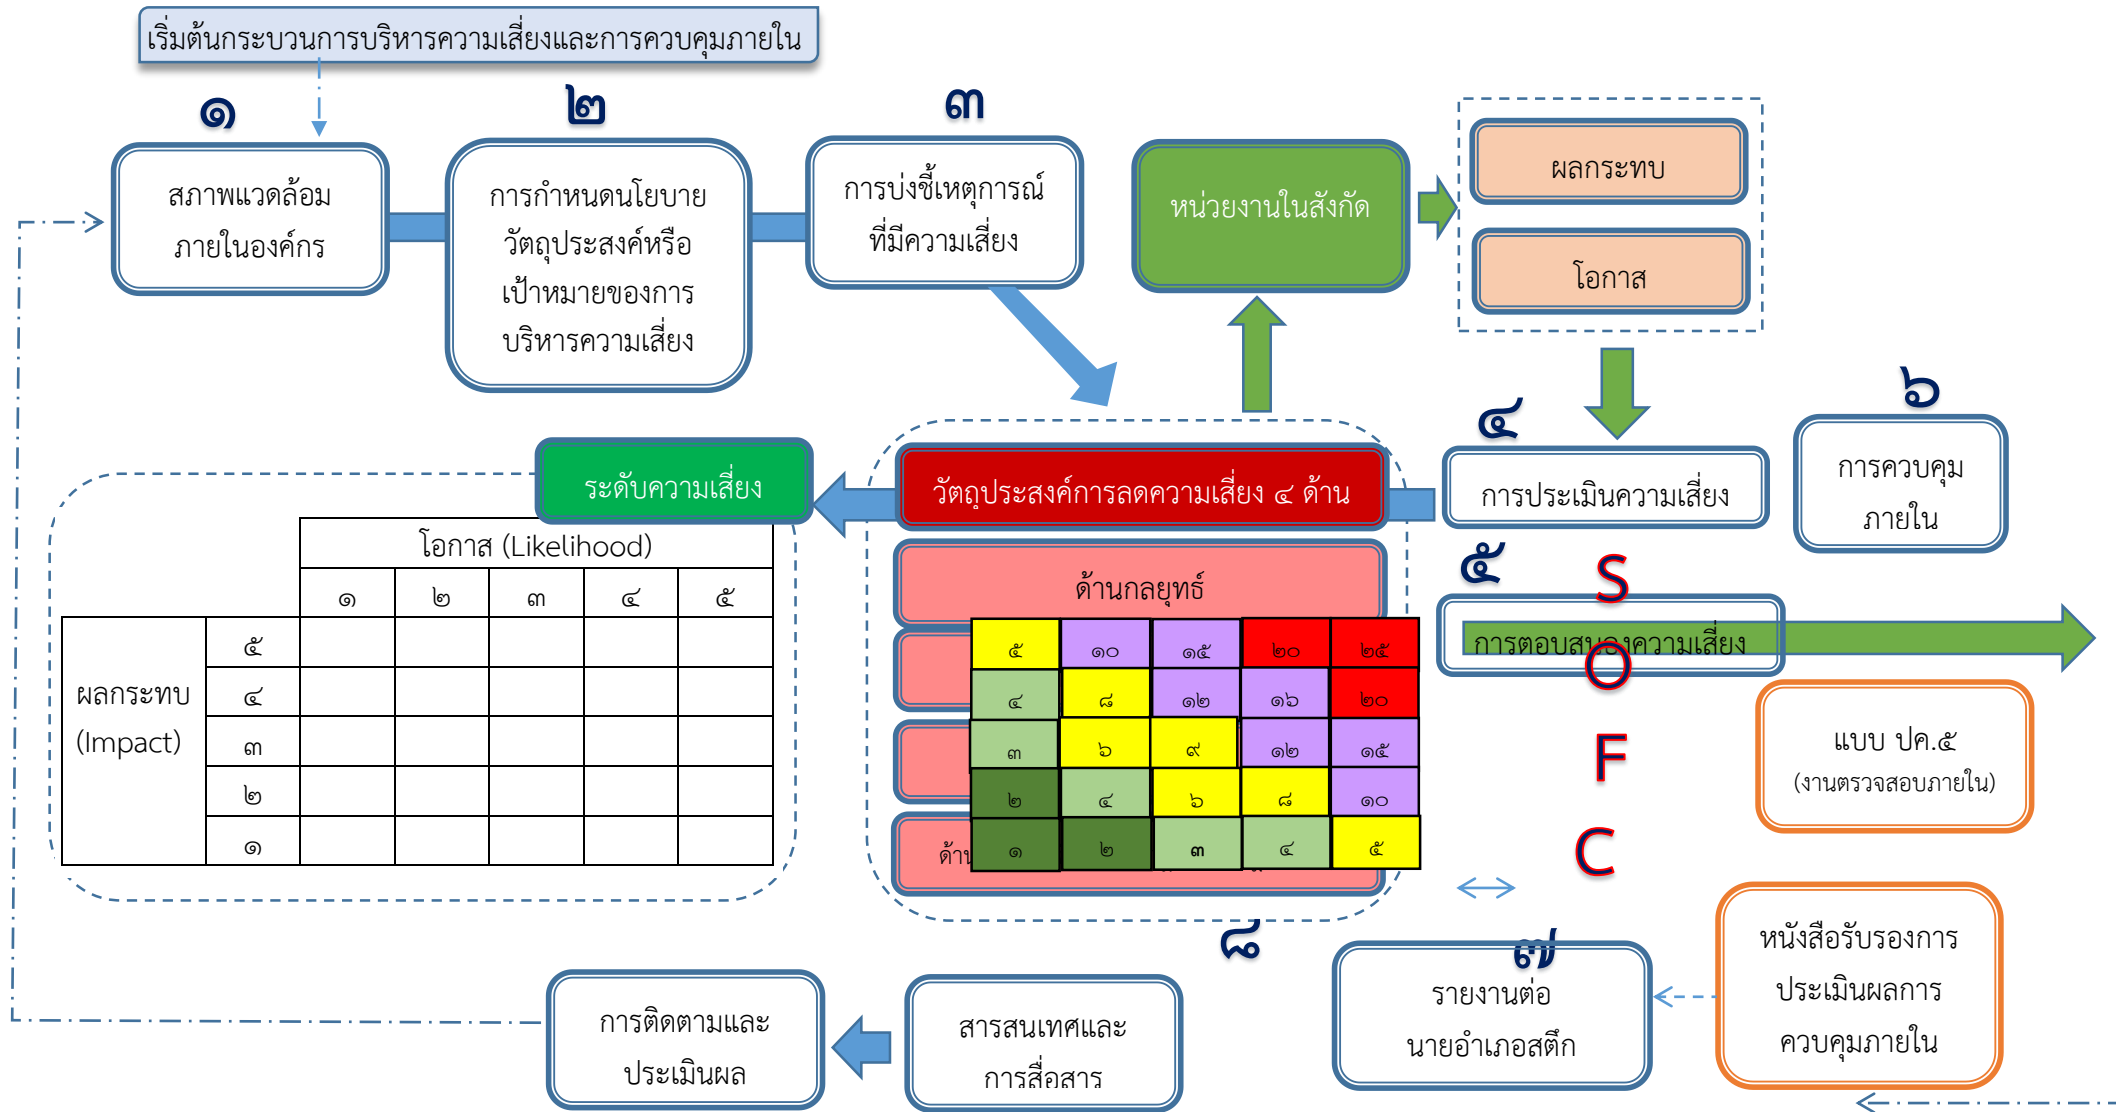 เริ่มต้นกระบวนการบริหารความเสี่ยงและการควบคุมภายใน
๑
๒
๓
สภาพแวดล้อม
ภายในองค์กร
การกำหนดนโยบาย
วัตถุประสงค์หรือ
เป้าหมายของการ
บริหารความเสี่ยง
การบ่งชี้เหตุการณ์
ที่มีความเสี่ยง
หน่วยงานในสังกัด
ผลกระทบ
โอกาส
๔
การประเมินความเสี่ยง
๖
การควบคุม
ภายใน
ระดับความเสี่ยง
วัตถุประสงค์การลดความเสี่ยง ๔ ด้าน
โอกาส (Likelihood)
๑ ๒ ๓ ๔ ๕
ผลกระทบ
(Impact)
๕
๔
๓
๒
๑
ด้านกลยุทธ์
๕ ๑๐ ๑๕ ๒๐ ๒๕
๔ ๘ ๑๒ ๑๖ ๒๐
๓ ๖ ๙ ๑๒ ๑๕
๒ ๔ ๖ ๘ ๑๐
๑ ๒ ๓ ๔ ๕
ด้าน
๕
การตอบสนองความเสี่ยง
S
O
F
C
แบบ ปค.๕
(งานตรวจสอบภายใน)
หนังสือรับรองการ
ประเมินผลการ
ควบคุมภายใน
๗
รายงานต่อ
นายอำเภอสตึก
๘
สารสนเทศและ
การสื่อสาร
การติดตามและ
ประเมินผล